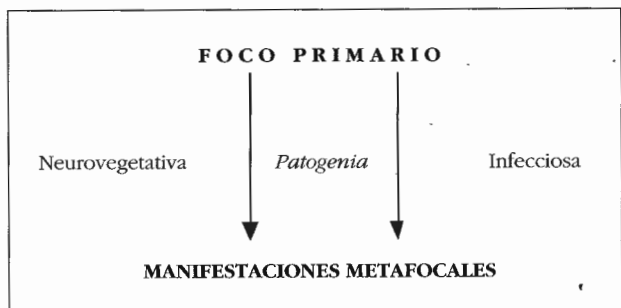 FOCO PRIMARIO
Neurovegetativa Patogenia Infecciosa
MANIFESTACIONES METAFOCALES